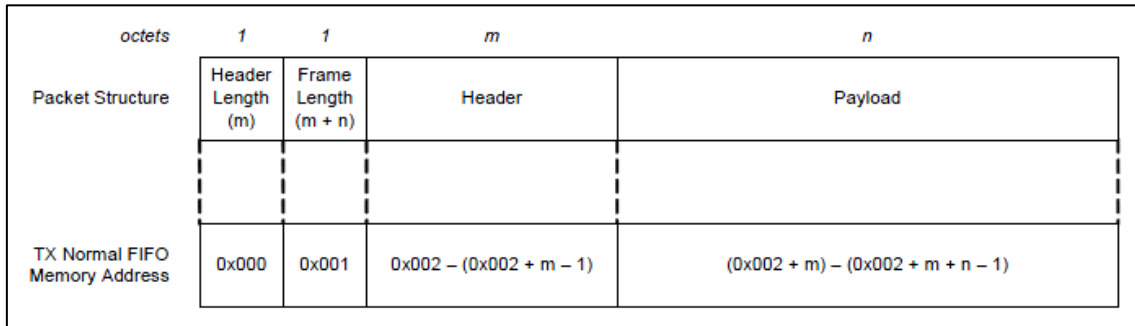 octets 1 1 m n
Packet Structure
Header
Length
(m)
Frame
Length
(m + n)
Header
Payload
TX Normal FIFO
Memory Address
0x000
0x001
0x002 – (0x002 + m – 1)
(0x002 + m) – (0x002 + m + n – 1)